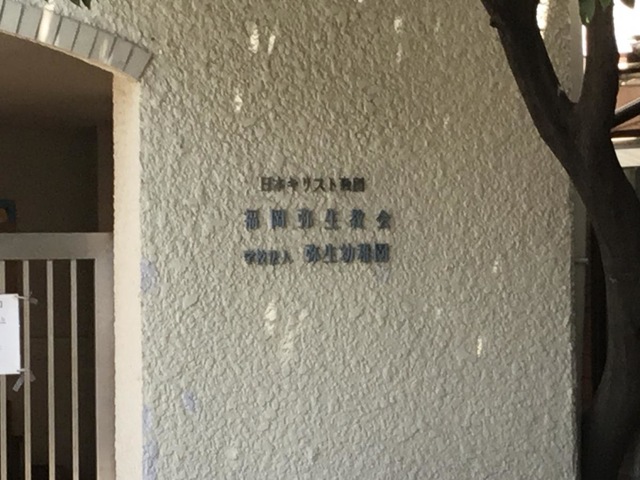 日本キリスト教団
福岡弥生教会
学校法人 弥生幼稚園